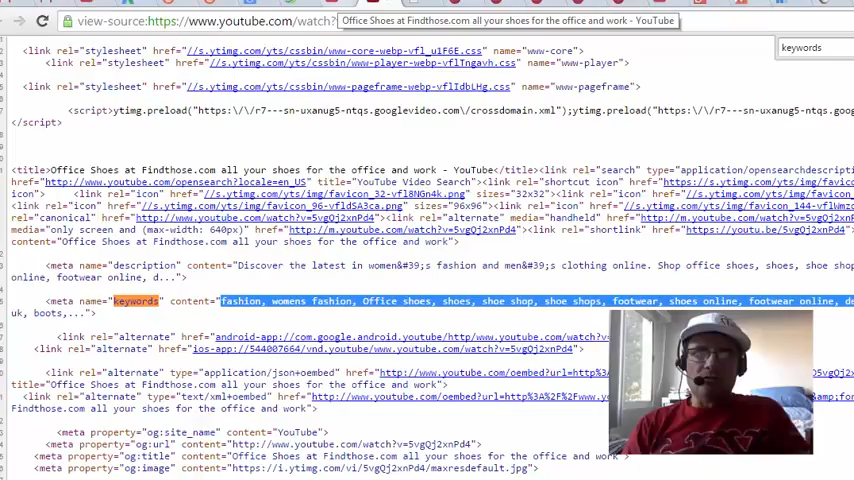 view-source:https://www.youtube.com/watch?
Office Shoes at Findthose.com all your shoes for the office and work - YouTube
keywords
<link rel="stylesheet" href="//s.ytimg.com/yts/cssbin/www-core-webp-vfl_u1F6E.css" name="www-core">
<link rel="stylesheet" href="//s.ytimg.com/yts/cssbin/www-player-webp-vflTngavh.css" name="www-player">
<link rel="stylesheet" href="//s.ytimg.com/yts/cssbin/www-pageframe-webp-vflIdbLHg.css" name="www-pageframe">
<script>ytimg.preload("https:\/\/r7---sn-uxanug5-ntqs.googlevideo.com\/crossdomain.xml");ytimg.preload("https:\/\/r7---sn-uxanug5-
</script>
<title>Office Shoes at Findthose.com all your shoes for the office and work - YouTube</title><link rel="search" type="application/opensearchdescripti
href="http://www.youtube.com/opensearch?locale=en_US" title="YouTube Video Search"><link rel="shortcut icon" href="https://s.ytimg.com/yts/img/favico
icon"> <link rel="icon" href="//s.ytimg.com/yts/img/favicon_32-vfl8NGn4k.png" sizes="32x32"><link rel="icon" href="//s.ytimg.com/yts/img/favicon
<link rel="icon" href="//s.ytimg.com/yts/img/favicon_96-vfldSA3ca.png" sizes="96x96"><link rel="icon" href="//s.ytimg.com/yts/img/favicon_144-vflWmzo
rel="canonical" href="http://www.youtube.com/watch?v=5vgQj2xnPd4"><link rel="alternate" media="handheld" href="http://m.youtube.com/watch?v=5vgQj2xnP
media="only screen and (max-width: 640px)" href="http://m.youtube.com/watch?v=5vgQj2xnPd4"><link rel="shortlink" href="https://youtu.be/5vgQj2xnPd4">
content="Office Shoes at Findthose.com all your shoes for the office and work">
<meta name="description" content="Discover the latest in women&#39;s fashion and men&#39;s clothing online. Shop office shoes, shoes, shoe shop
online, footwear online, d...">
<meta name="keywords" content="fashion, womens fashion, Office shoes, shoes, shoe shop, shoe shops, footwear, shoes online, footwear online, de
uk, boots,...">
<link rel="alternate" href="android-app://com.google.android.youtube/http/www.youtube.com/watch?
<link rel="alternate" href="ios-app://544007664/vnd.youtube/www.youtube.com/watch?v=5vgQj2xnPd4">
<link rel="alternate" type="application/json+oembed" href="http://www.youtube.com/oembed?url=http%3
title="Office Shoes at Findthose.com all your shoes for the office and work">
<link rel="alternate" type="text/xml+oembed" href="http://www.youtube.com/oembed?url=http%3A%2F%2Fwww.
Findthose.com all your shoes for the office and work">
<meta property="og:site_name" content="YouTube">
<meta property="og:url" content="http://www.youtube.com/watch?v=5vgQj2xnPd4">
<meta property="og:title" content="Office Shoes at Findthose.com all your shoes for the office and work">
<meta property="og:image" content="https://i.ytimg.com/vi/5vgQj2xnPd4/maxresdefault.jpg">